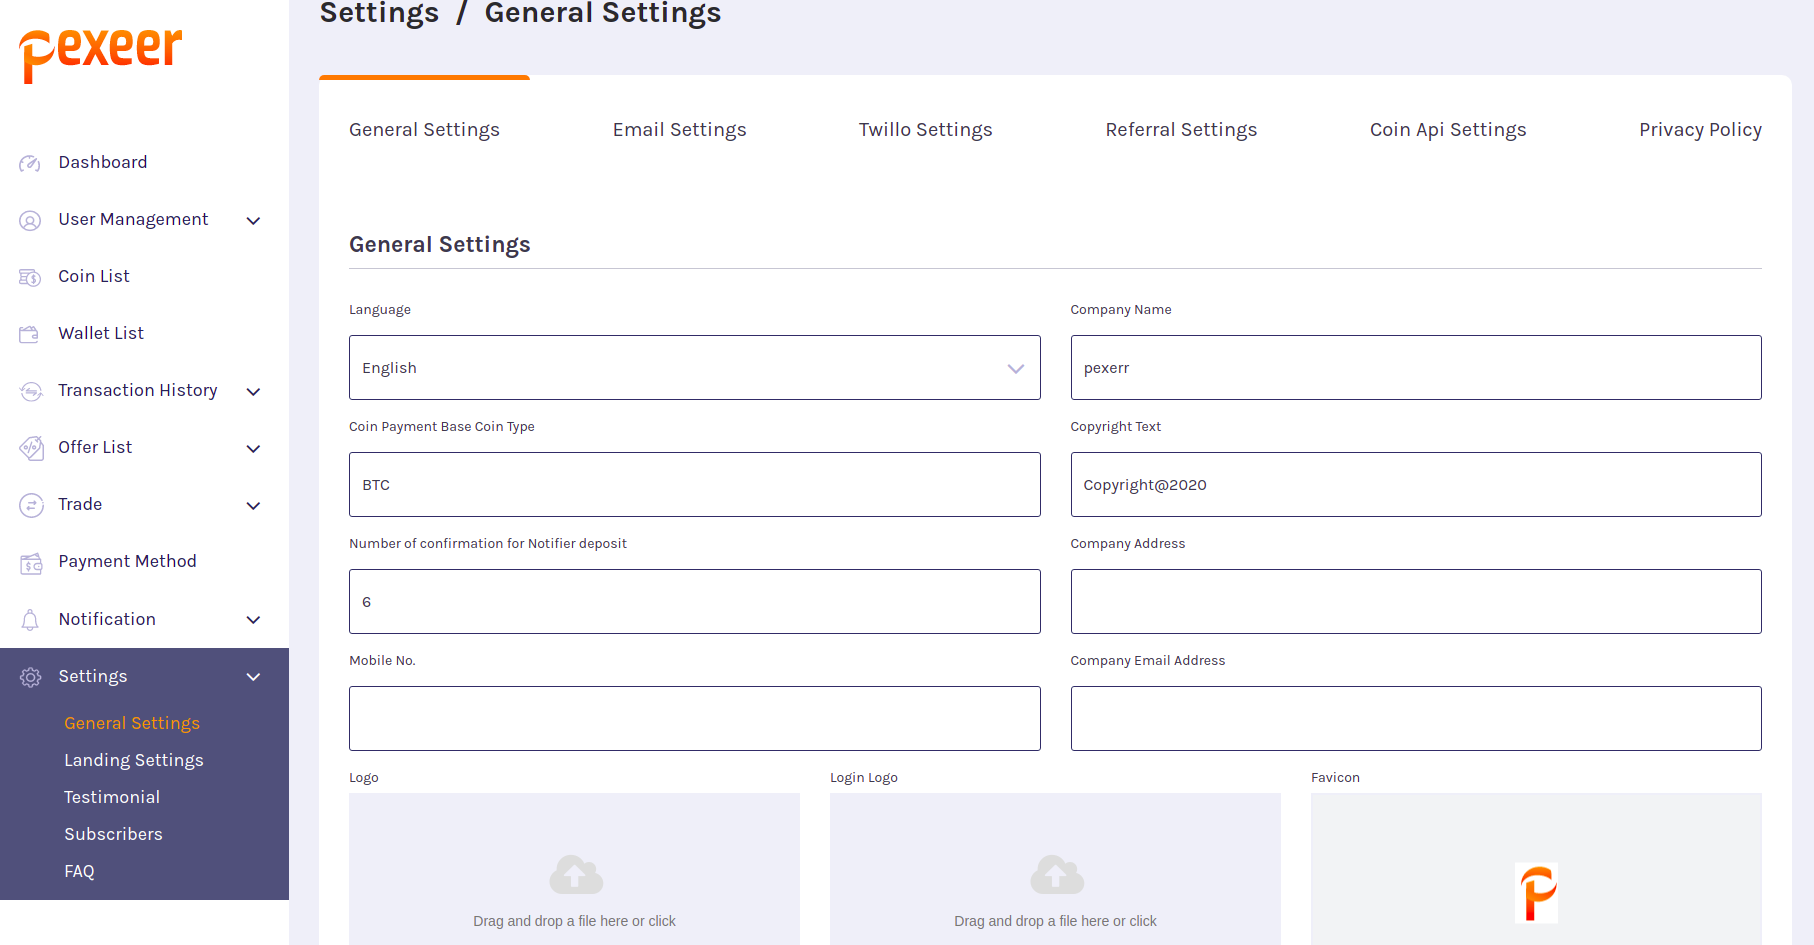 pexeer
Dashboard
User Management
Coin List
Wallet List
Transaction History
Offer List
Trade
Payment Method
Notification
Settings
General Settings
Landing Settings
Testimonial
Subscribers
FAQ
Settings / General Settings
General Settings Email Settings Twillo Settings Referral Settings Coin Api Settings Privacy Policy
General Settings
Language Company Name
English pexerr
Coin Payment Base Coin Type Copyright Text
BTC Copyright@2020
Number of confirmation for Notifier deposit Company Address
6
Mobile No. Company Email Address
Logo Login Logo Favicon
Drag and drop a file here or click Drag and drop a file here or click